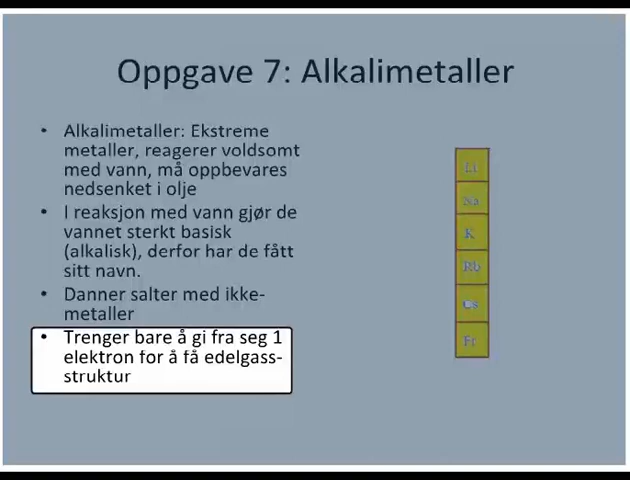 Oppgave 7: Alkalimetaller
• Alkalimetaller: Ekstreme
metaller, reagerer voldsomt
med vann, må oppbevares
nedsenket i olje
• I reaksjon med vann gjør de
vannet sterkt basisk
(alkalisk), derfor har de fått
sitt navn.
• Danner salter med ikke-
metaller
• Trenger bare å gi fra seg 1
elektron for å få edelgass-
struktur
Li
Na
K
Rb
Cs
Fr